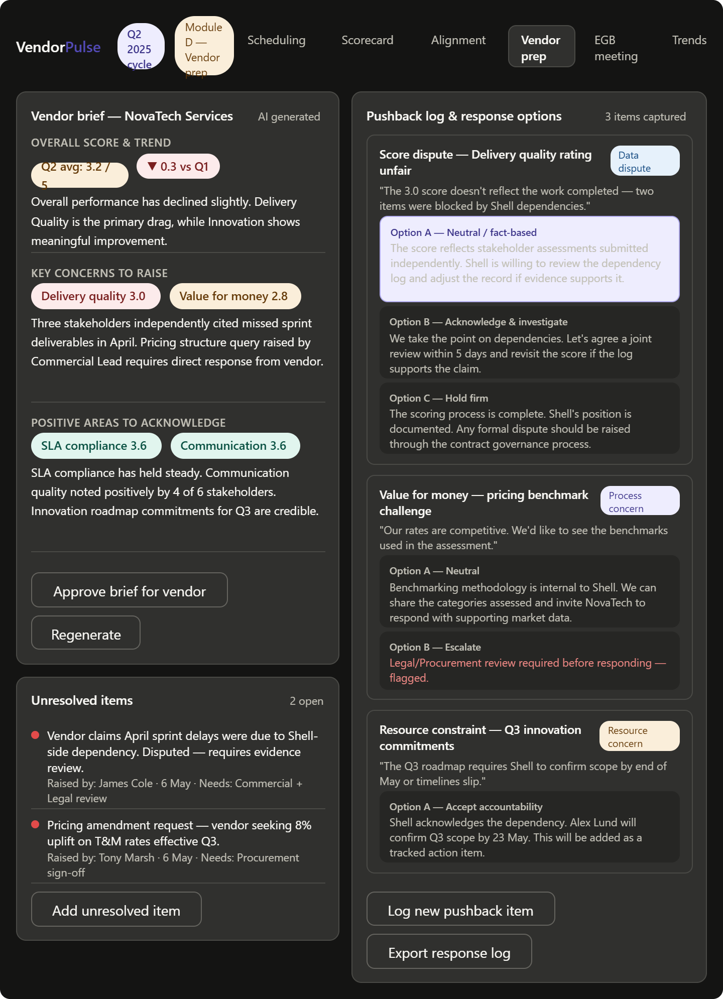 VendorPulse
Q2
2025
cycle
Module
D —
Vendor
prep
Scheduling
Scorecard
Alignment
Vendor
prep
EGB
meeting
Trends
Vendor brief — NovaTech Services
AI generated
OVERALL SCORE & TREND
Q2 avg: 3.2 /
5
▼ 0.3 vs Q1
Overall performance has declined slightly. Delivery
Quality is the primary drag, while Innovation shows
meaningful improvement.
KEY CONCERNS TO RAISE
Delivery quality 3.0
Value for money 2.8
Three stakeholders independently cited missed sprint
deliverables in April. Pricing structure query raised by
Commercial Lead requires direct response from vendor.
POSITIVE AREAS TO ACKNOWLEDGE
SLA compliance 3.6
Communication 3.6
SLA compliance has held steady. Communication
quality noted positively by 4 of 6 stakeholders.
Innovation roadmap commitments for Q3 are credible.
Approve brief for vendor
Regenerate
Unresolved items
2 open
Vendor claims April sprint delays were due to Shell-
side dependency. Disputed — requires evidence
review.
Raised by: James Cole · 6 May · Needs: Commercial +
Legal review
Pricing amendment request — vendor seeking 8%
uplift on T&M rates effective Q3.
Raised by: Tony Marsh · 6 May · Needs: Procurement
sign-off
Add unresolved item
Pushback log & response options
3 items captured
Score dispute — Delivery quality rating
unfair
Data
dispute
"The 3.0 score doesn't reflect the work completed — two
items were blocked by Shell dependencies."
Option A — Neutral / fact-based
The score reflects stakeholder assessments submitted
independently. Shell is willing to review the dependency
log and adjust the record if evidence supports it.
Option B — Acknowledge & investigate
We take the point on dependencies. Let's agree a joint
review within 5 days and revisit the score if the log
supports the claim.
Option C — Hold firm
The scoring process is complete. Shell's position is
documented. Any formal dispute should be raised
through the contract governance process.
Value for money — pricing benchmark
challenge
Process
concern
"Our rates are competitive. We'd like to see the benchmarks
used in the assessment."
Option A — Neutral
Benchmarking methodology is internal to Shell. We can
share the categories assessed and invite NovaTech to
respond with supporting market data.
Option B — Escalate
Legal/Procurement review required before responding —
flagged.
Resource constraint — Q3 innovation
commitments
Resource
concern
"The Q3 roadmap requires Shell to confirm scope by end of
May or timelines slip."
Option A — Accept accountability
Shell acknowledges the dependency. Alex Lund will
confirm Q3 scope by 23 May. This will be added as a
tracked action item.
Log new pushback item
Export response log